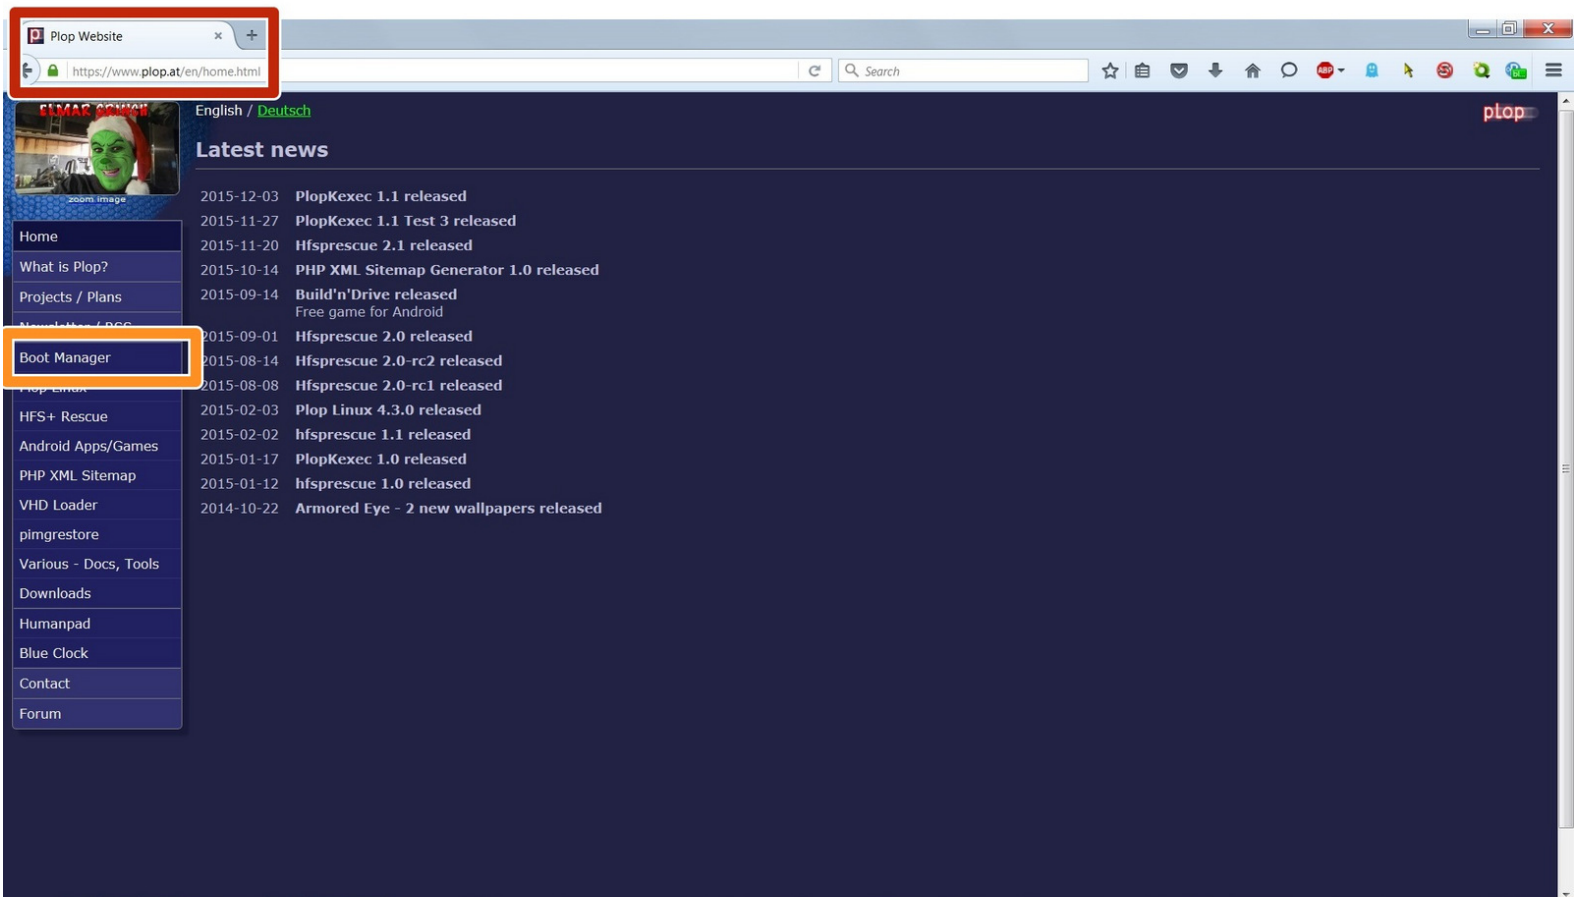 Plop Website
https://www.plop.at/en/home.html
Search
ABP
ELMAR GRINCH
zoom image
English / Deutsch
plop
Latest news
2015-12-03 PlopKexec 1.1 released
2015-11-27 PlopKexec 1.1 Test 3 released
2015-11-20 Hfsprescue 2.1 released
2015-10-14 PHP XML Sitemap Generator 1.0 released
2015-09-14 Build'n'Drive released
Free game for Android
2015-09-01 Hfsprescue 2.0 released
2015-08-14 Hfsprescue 2.0-rc2 released
2015-08-08 Hfsprescue 2.0-rc1 released
2015-02-03 Plop Linux 4.3.0 released
2015-02-02 hfsprescue 1.1 released
2015-01-17 PlopKexec 1.0 released
2015-01-12 hfsprescue 1.0 released
2014-10-22 Armored Eye - 2 new wallpapers released
Home
What is Plop?
Projects / Plans
Newsletter / RSS
Boot Manager
Plop Linux
HFS+ Rescue
Android Apps/Games
PHP XML Sitemap
VHD Loader
pimgrestore
Various - Docs, Tools
Downloads
Humanpad
Blue Clock
Contact
Forum